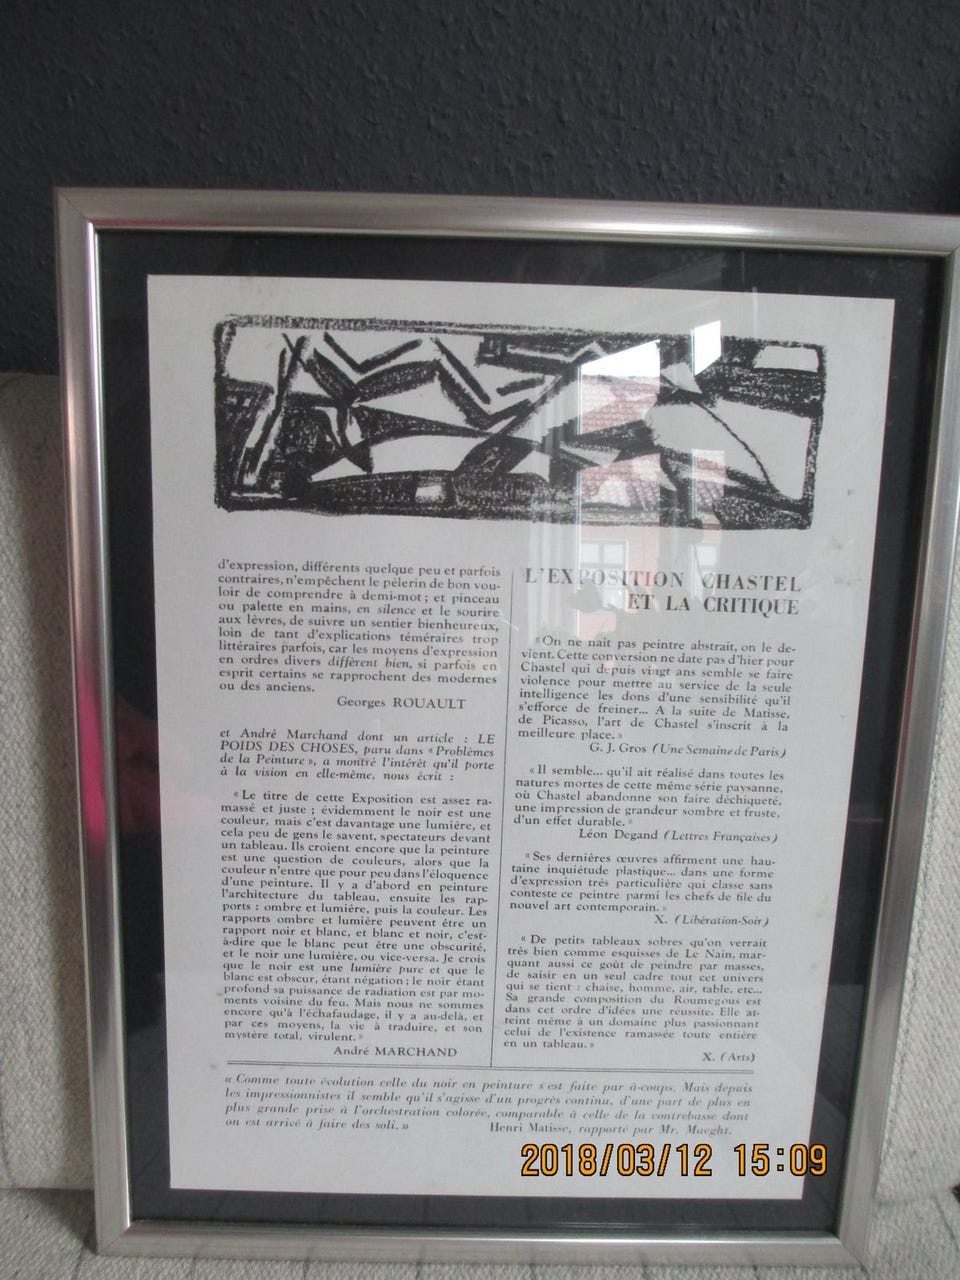 d'expression, différents quelque peu et parfois
contraires, n'empêchent le pèlerin de bon vou-
loir de comprendre à demi-mot ; et pinceau
ou palette en mains, en silence et le sourire
aux lèvres, de suivre un sentier bienheureux,
loin de tant d'explications téméraires trop
littéraires parfois, car les moyens d'expression
en ordres divers diffèrent bien, si parfois en
esprit certains se rapprochent des modernes
ou des anciens.
Georges ROUAULT
et André Marchand dont un article : LE
POIDS DES CHOSES, paru dans « Problèmes
de la Peinture », a montré l'intérêt qu'il porte
à la vision en elle-même, nous écrit :
« Le titre de cette Exposition est assez ra-
massé et juste ; évidemment le noir est une
couleur, mais c'est davantage une lumière, et
cela peu de gens le savent, spectateurs devant
un tableau. Ils croient encore que la peinture
est une question de couleurs, alors que la
couleur n'entre que pour peu dans l'éloquence
d'une peinture. Il y a d'abord en peinture
l'architecture du tableau, ensuite les rap-
ports : ombre et lumière, puis la couleur. Les
rapports ombre et lumière peuvent être un
rapport noir et blanc, et blanc et noir, c'est-
à-dire que le blanc peut être une obscurité,
et le noir une lumière, ou vice-versa. Je crois
que le noir est une lumière pure et que le
blanc est obscur, étant négation ; le noir étant
profond sa puissance de radiation est par mo-
ments voisine du feu. Mais nous ne sommes
encore qu'à l'échafaudage, il y a au-delà, et
par ces moyens, la vie à traduire, et son
mystère total, virulent. »
André MARCHAND
L'EXPOSITION CHASTEL
ET LA CRITIQUE
« On ne naît pas peintre abstrait, on le de-
vient. Cette conversion ne date pas d'hier pour
Chastel qui depuis vingt ans semble se faire
violence pour mettre au service de la seule
intelligence les dons d'une sensibilité qu'il
s'efforce de freiner... A la suite de Matisse,
de Picasso, l'art de Chastel s'inscrit à la
meilleure place. »
G. J. Gros (Une Semaine de Paris)
« Il semble... qu'il ait réalisé dans toutes les
natures mortes de cette même série paysanne,
où Chastel abandonne son faire déchiqueté,
une impression de grandeur sombre et fruste,
d'un effet durable. »
Léon Degand (Lettres Françaises)
« Ses dernières œuvres affirment une hau-
taine inquiétude plastique... dans une forme
d'expression très particulière qui classe sans
conteste ce peintre parmi les chefs de file du
nouvel art contemporain. »
X. (Libération-Soir)
« De petits tableaux sobres qu'on verrait
très bien comme esquisses de Le Nain, mar-
quant aussi ce goût de peindre par masses,
de saisir en un seul cadre tout cet univers
qui se tient : chaise, homme, air, table, etc...
Sa grande composition du Roumegous est
dans cet ordre d'idées une réussite. Elle at-
teint même à un domaine plus passionnant
celui de l'existence ramassée toute entière
en un tableau. »
X. (Arts)
« Comme toute évolution celle du noir en peinture s'est faite par à-coups. Mais depuis
les impressionnistes il semble qu'il s'agisse d'un progrès continu, d'une part de plus en
plus grande prise à l'orchestration colorée, comparable à celle de la contrebasse dont
on est arrivé à faire des soli. » Henri Matisse, rapporté par Mr. Maeght.
2018/03/12 15:09